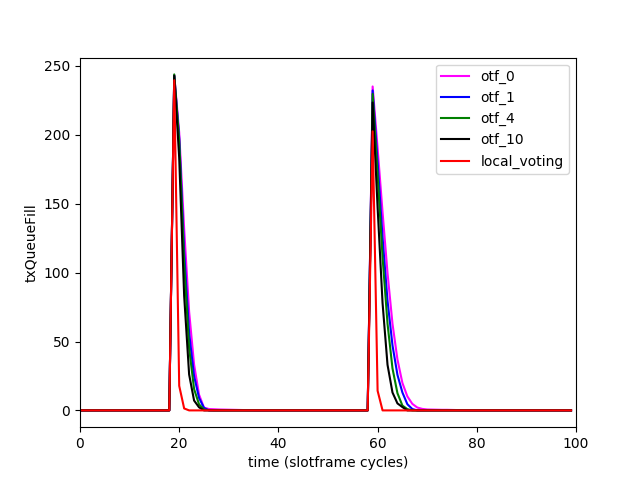 250
200
150
100
50
0
txQueueFill
0 20 40 60 80 100
time (slotframe cycles)
otf_0
otf_1
otf_4
otf_10
local_voting